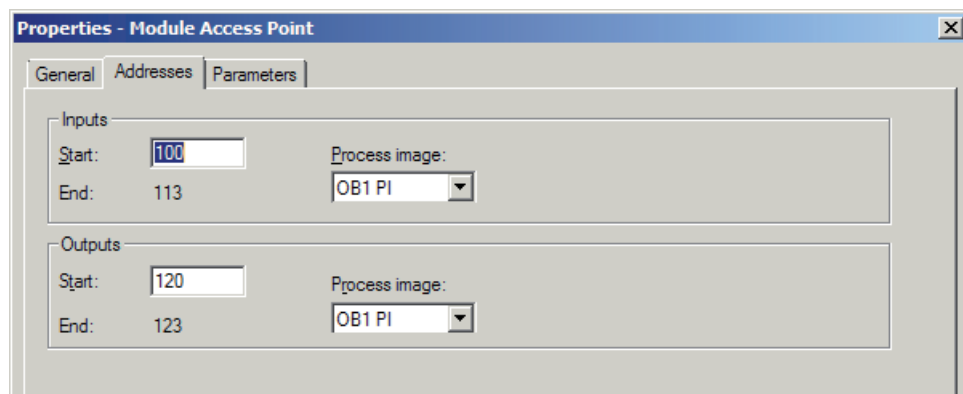 Properties - Module Access Point
General Addresses Parameters
Inputs
Start: 100 Process image:
End: 113 OB1 PI
Outputs
Start: 120 Process image:
End: 123 OB1 PI